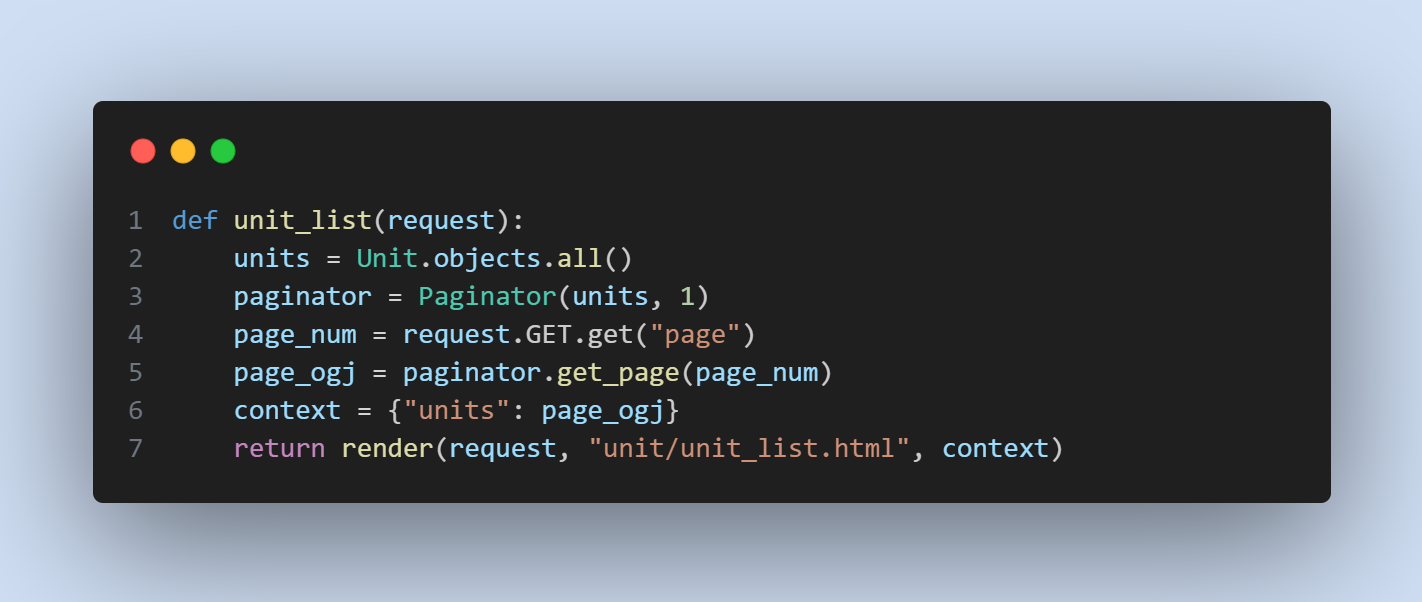 1 def unit_list(request):
2     units = Unit.objects.all()
3     paginator = Paginator(units, 1)
4     page_num = request.GET.get("page")
5     page_ogj = paginator.get_page(page_num)
6     context = {"units": page_ogj}
7     return render(request, "unit/unit_list.html", context)